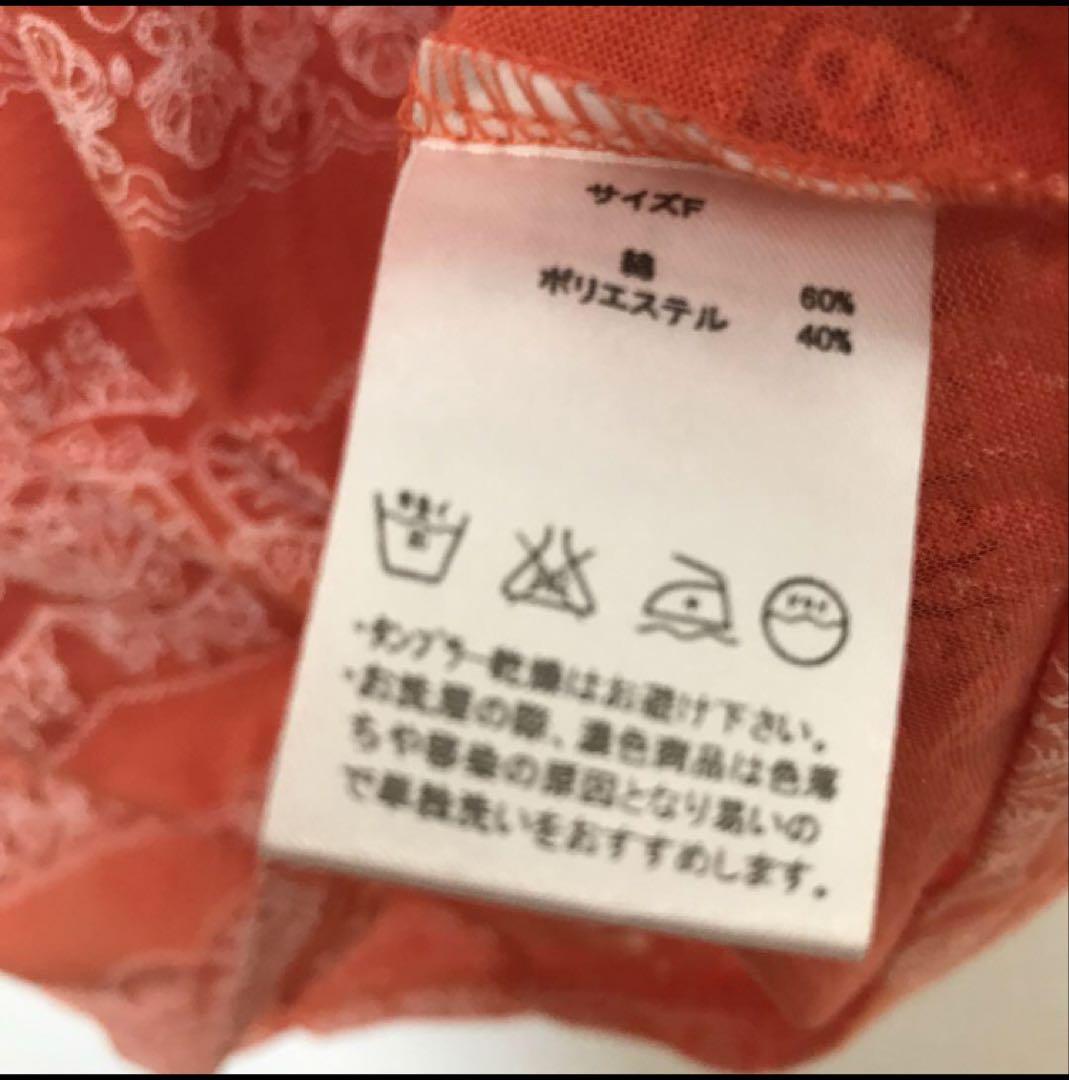 サイズF
綿 60%
ポリエステル 40%
・タンブラー乾燥はお避け下さい。
・お洗濯の際、濃色商品は色落
ちや移染の原因となり易いの
で単独洗いをおすすめします。